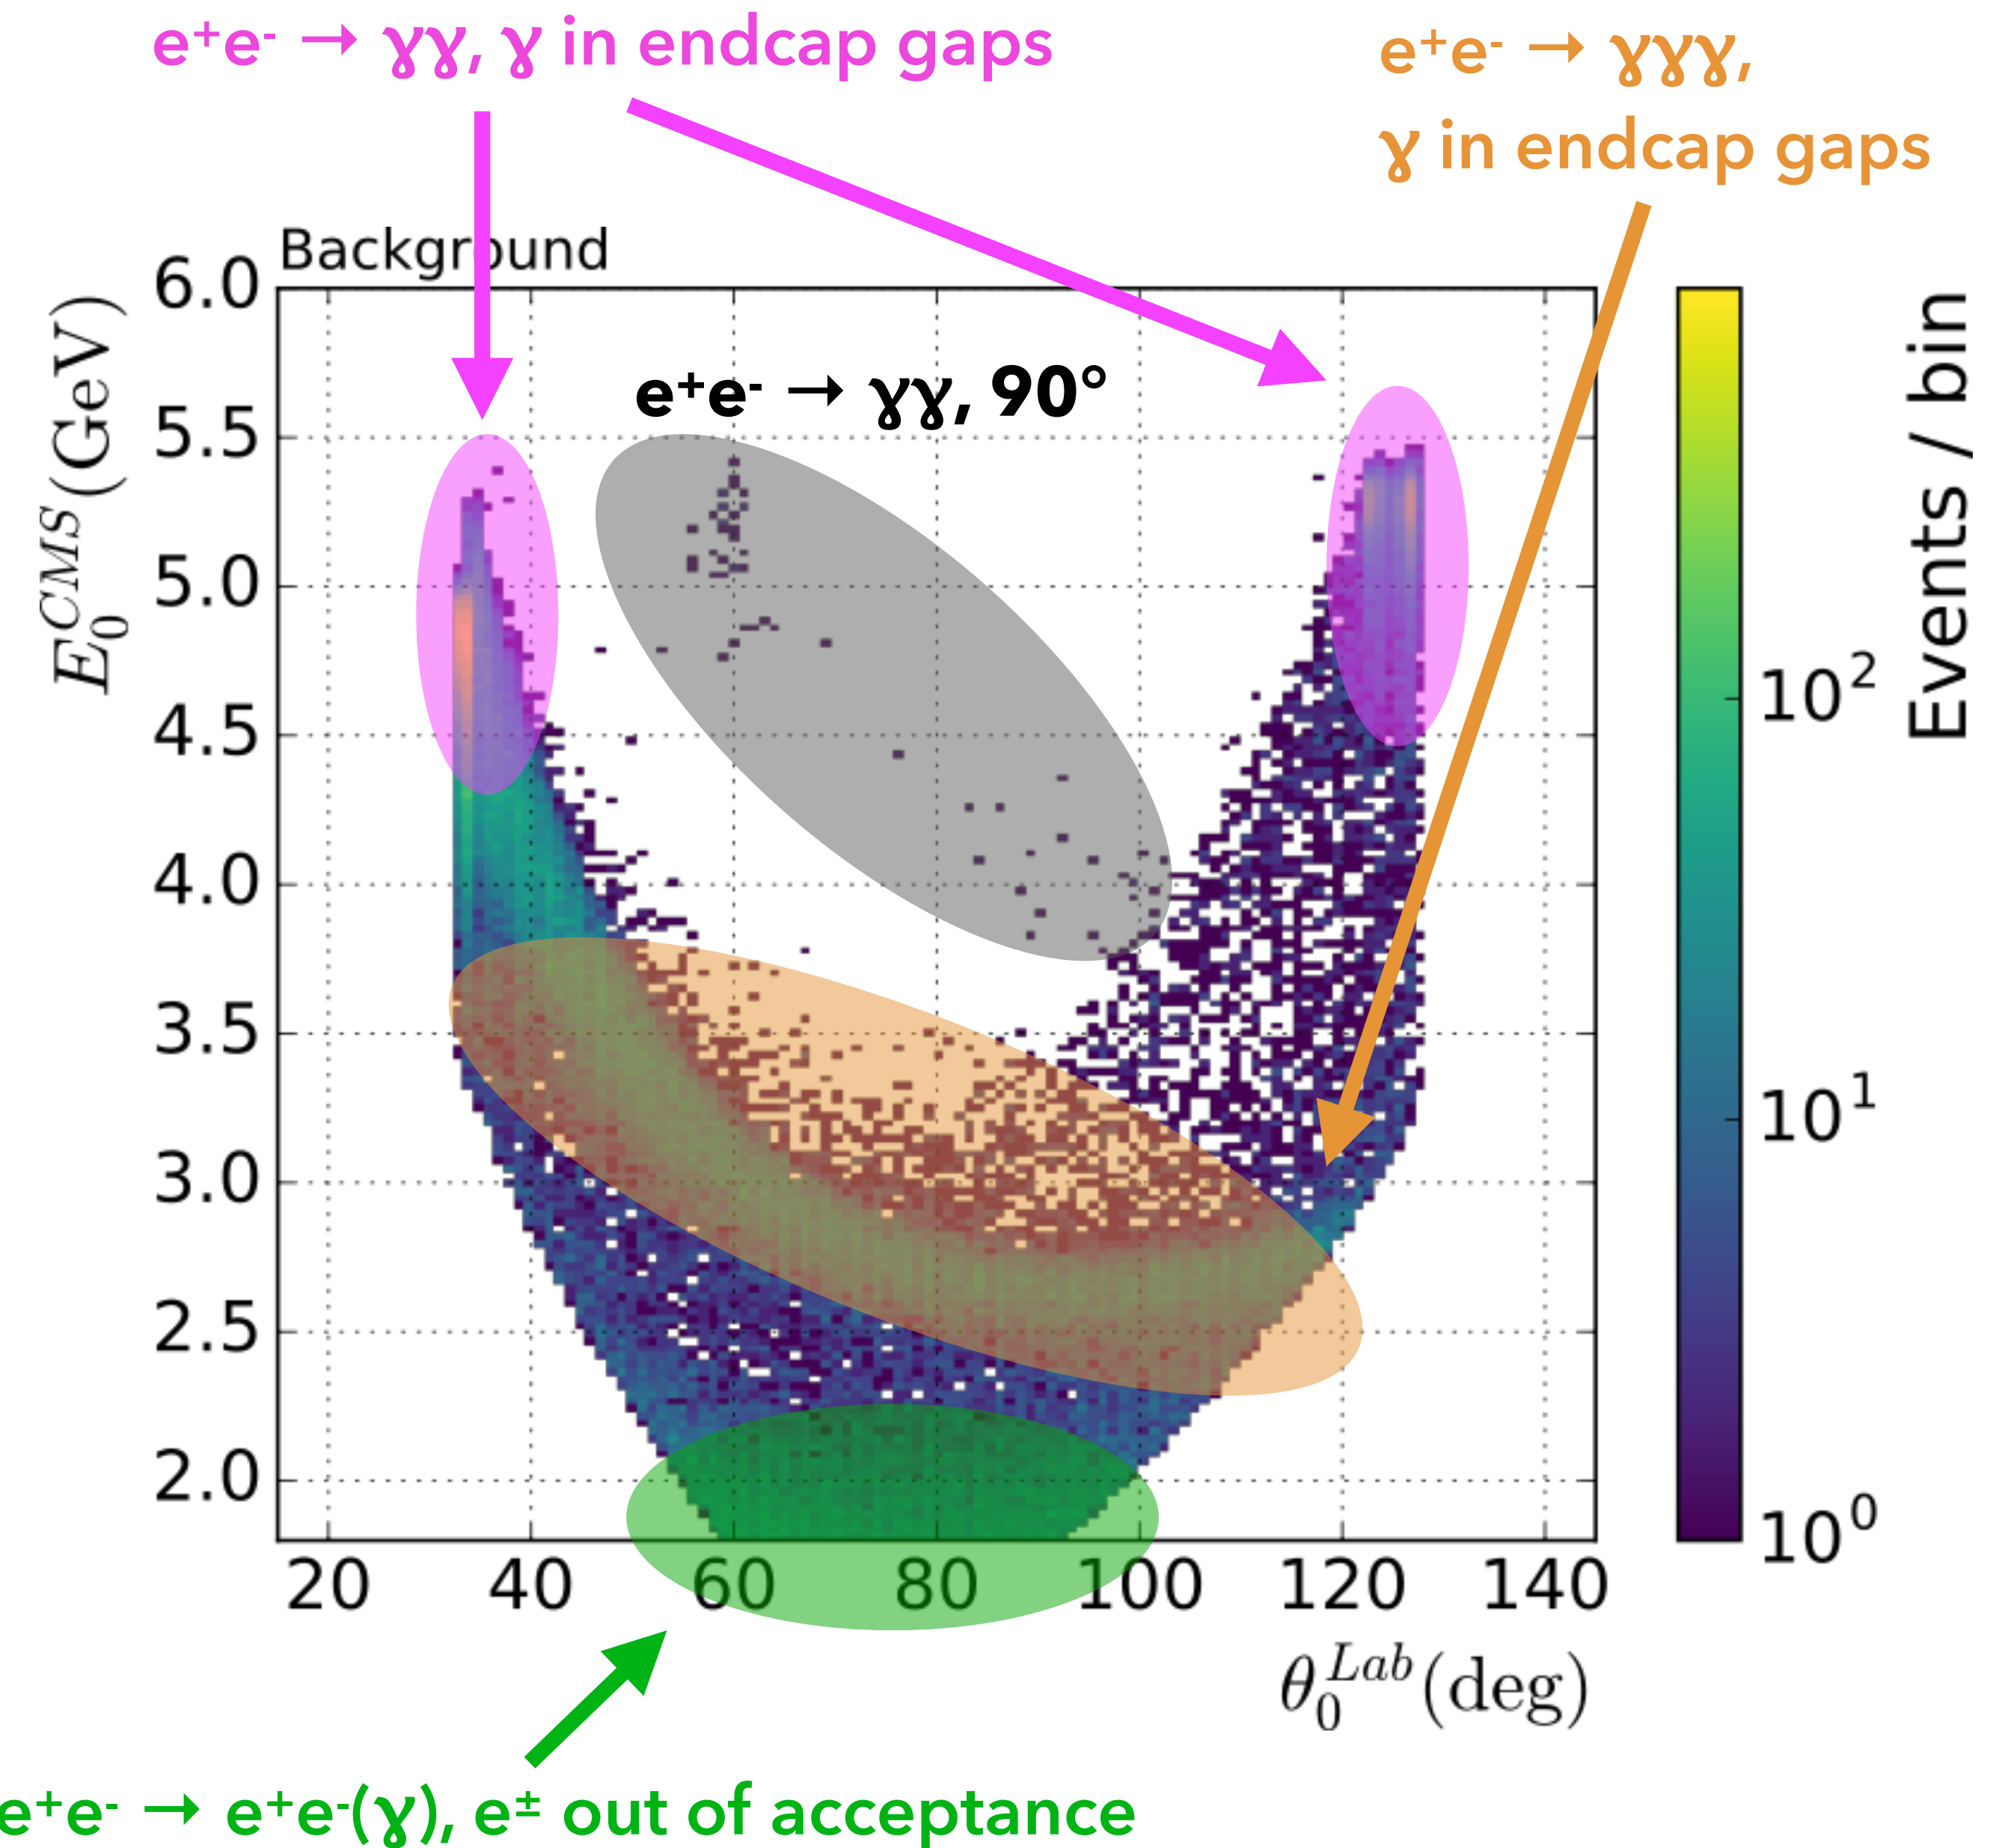 e⁺e⁻ → γγ, γ in endcap gaps
e⁺e⁻ → γγγ,
γ in endcap gaps
Background
e⁺e⁻ → γγ, 90°
E₀^CMS (GeV)
6.0
5.5
5.0
4.5
4.0
3.5
3.0
2.5
2.0
20 40 60 80 100 120 140
θ₀^Lab (deg)
Events / bin
10²
10¹
10⁰
e⁺e⁻ → e⁺e⁻(γ), e± out of acceptance